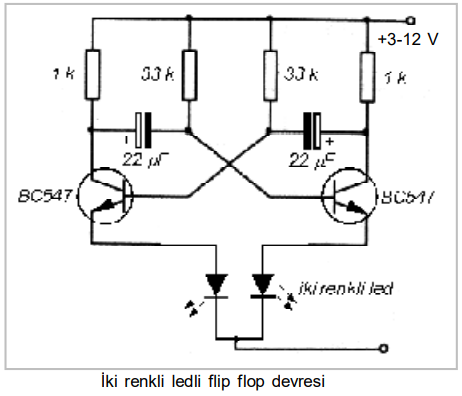 +3-12 V
1 k
33 k
33 k
1 k
+
22 µF
22 µF
+
BC547
BC547
iki renkli led
İki renkli ledli flip flop devresi